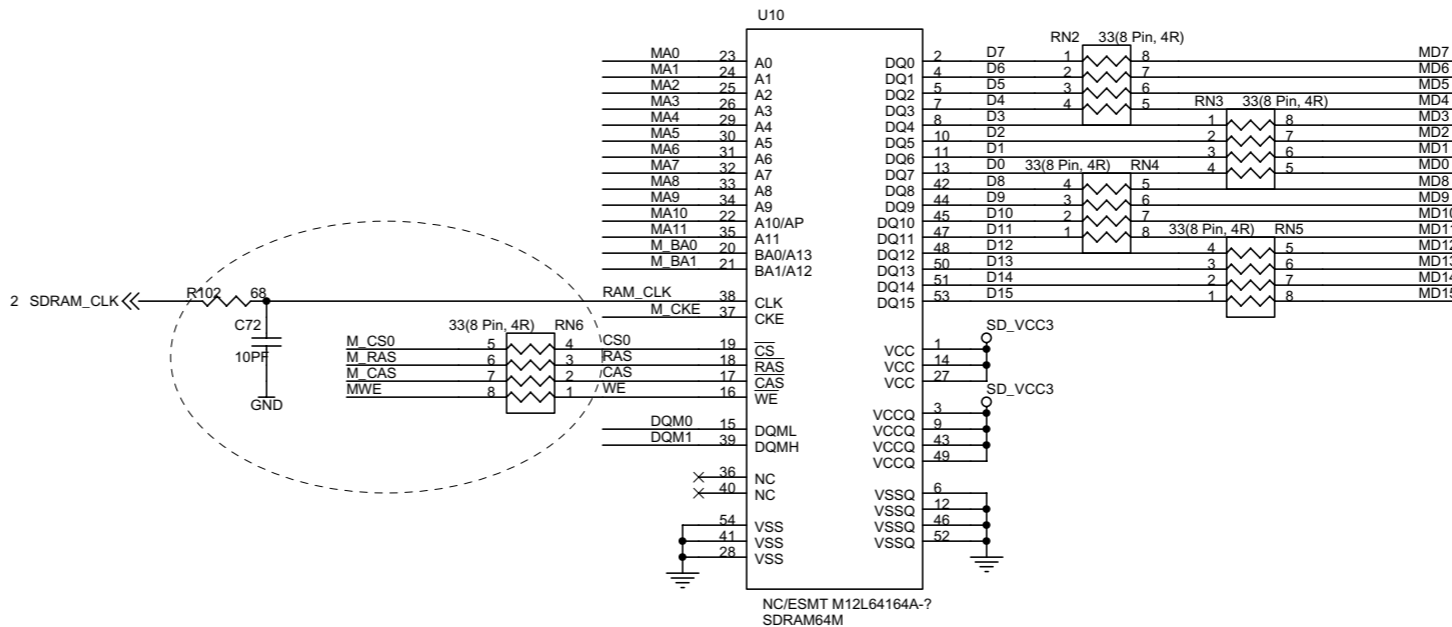 U10
MA0 23 A0 DQ0 2 D7 RN2 1 33(8 Pin, 4R) 8 MD7
MA1 24 A1 DQ1 4 D6 2 7 MD6
MA2 25 A2 DQ2 5 D5 3 6 MD5
MA3 26 A3 DQ3 7 D4 4 5 RN3 33(8 Pin, 4R) MD4
MA4 29 A4 DQ4 8 D3 1 8 MD3
MA5 30 A5 DQ5 10 D2 2 7 MD2
MA6 31 A6 DQ6 11 D1 3 6 MD1
MA7 32 A7 DQ7 13 D0 33(8 Pin, 4R) RN4 4 5 MD0
MA8 33 A8 DQ8 42 D8 4 5 MD8
MA9 34 A9 DQ9 44 D9 3 6 MD9
MA10 22 A10/AP DQ10 45 D10 2 7 MD10
MA11 35 A11 DQ11 47 D11 1 8 33(8 Pin, 4R) RN5 MD11
M_BA0 20 BA0/A13 DQ12 48 D12 4 5 MD12
M_BA1 21 BA1/A12 DQ13 50 D13 3 6 MD13
DQ14 51 D14 2 7 MD14
2 SDRAM_CLK R102 68 RAM_CLK 38 CLK DQ15 53 D15 1 8 MD15
C72
10PF
GND
M_CKE 37 CKE
33(8 Pin, 4R) RN6
SD_VCC3
M_CS0 5 4 CS0 19 CS VCC 1
M_RAS 6 3 RAS 18 RAS VCC 14
M_CAS 7 2 CAS 17 CAS VCC 27
MWE 8 1 WE 16 WE
SD_VCC3
VCCQ 3
DQM0 15 DQML VCCQ 9
DQM1 39 DQMH VCCQ 43
VCCQ 49
36 NC
40 NC VSSQ 6
VSSQ 12
54 VSS VSSQ 46
41 VSS VSSQ 52
28 VSS
NC/ESMT M12L64164A-?
SDRAM64M